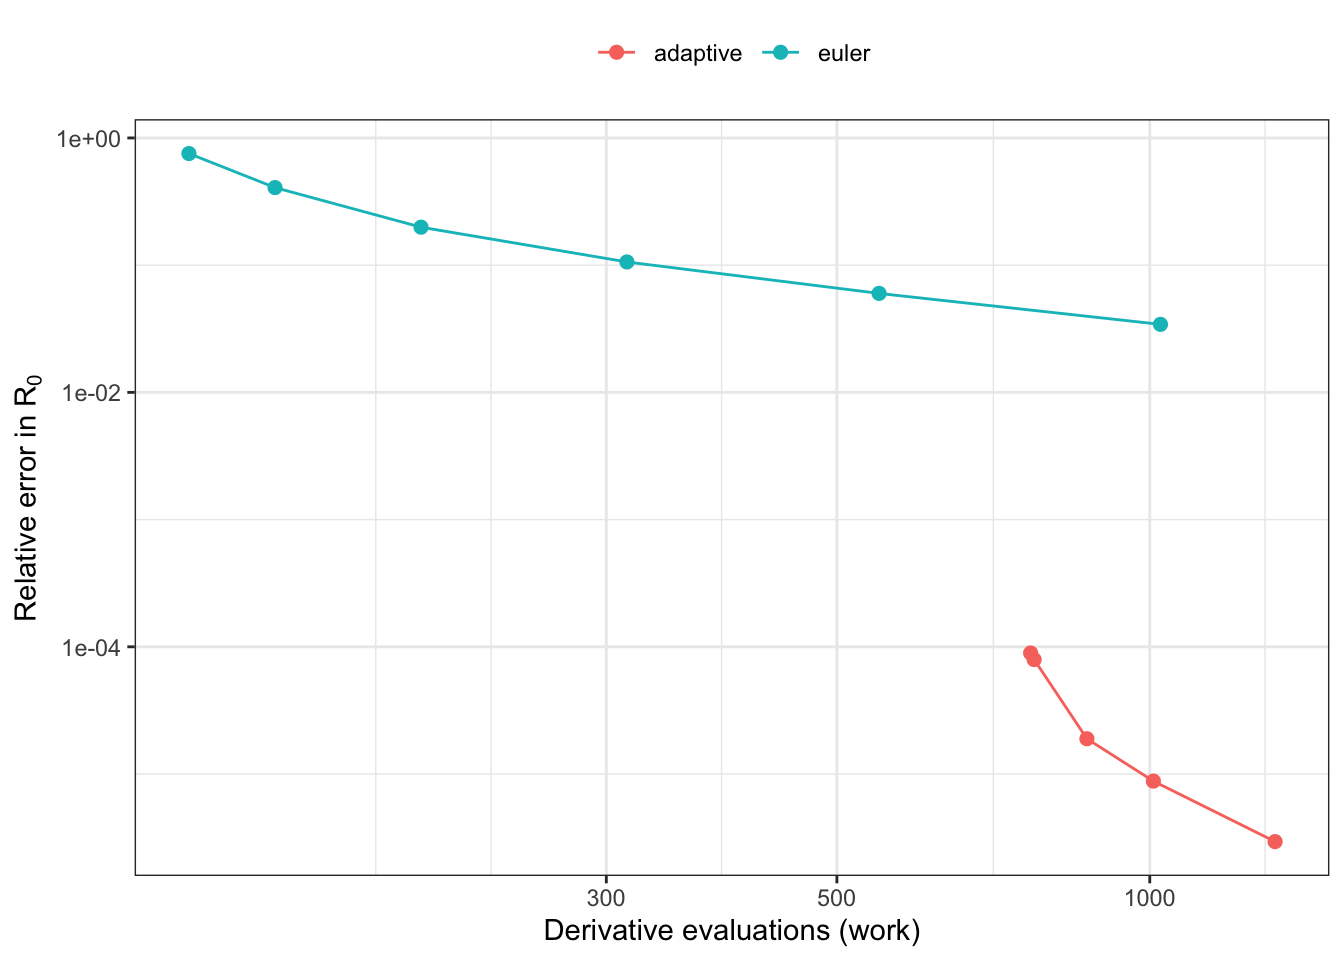 adaptive euler
1e+00
1e-02
1e-04
Relative error in R₀
300 500 1000
Derivative evaluations (work)